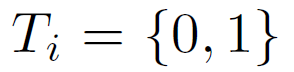 T_i = {0, 1}